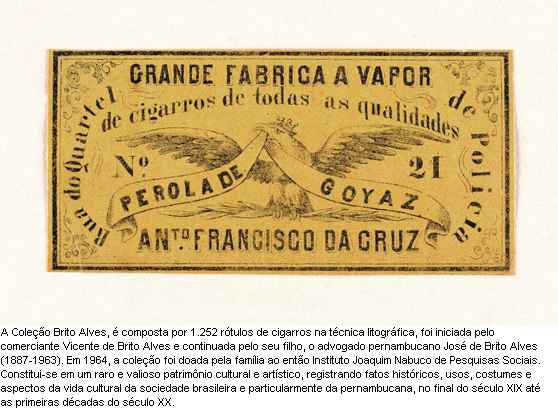 GRANDE FABRICA A VAPOR
de cigarros de todas as qualidades
Rua do Quartel de Policia
Nº 21
PEROLA DE GOYAZ
ANTO FRANCISCO DA CRUZ
A Coleção Brito Alves, é composta por 1.252 rótulos de cigarros na técnica litográfica, foi iniciada pelo
comerciante Vicente de Brito Alves e continuada pelo seu filho, o advogado pernambucano José de Brito Alves
(1887-1963). Em 1964, a coleção foi doada pela família ao então Instituto Joaquim Nabuco de Pesquisas Sociais.
Constitui-se em um raro e valioso patrimônio cultural e artístico, registrando fatos históricos, usos, costumes e
aspectos da vida cultural da sociedade brasileira e particularmente da pernambucana, no final do século XIX até
as primeiras décadas do século XX.